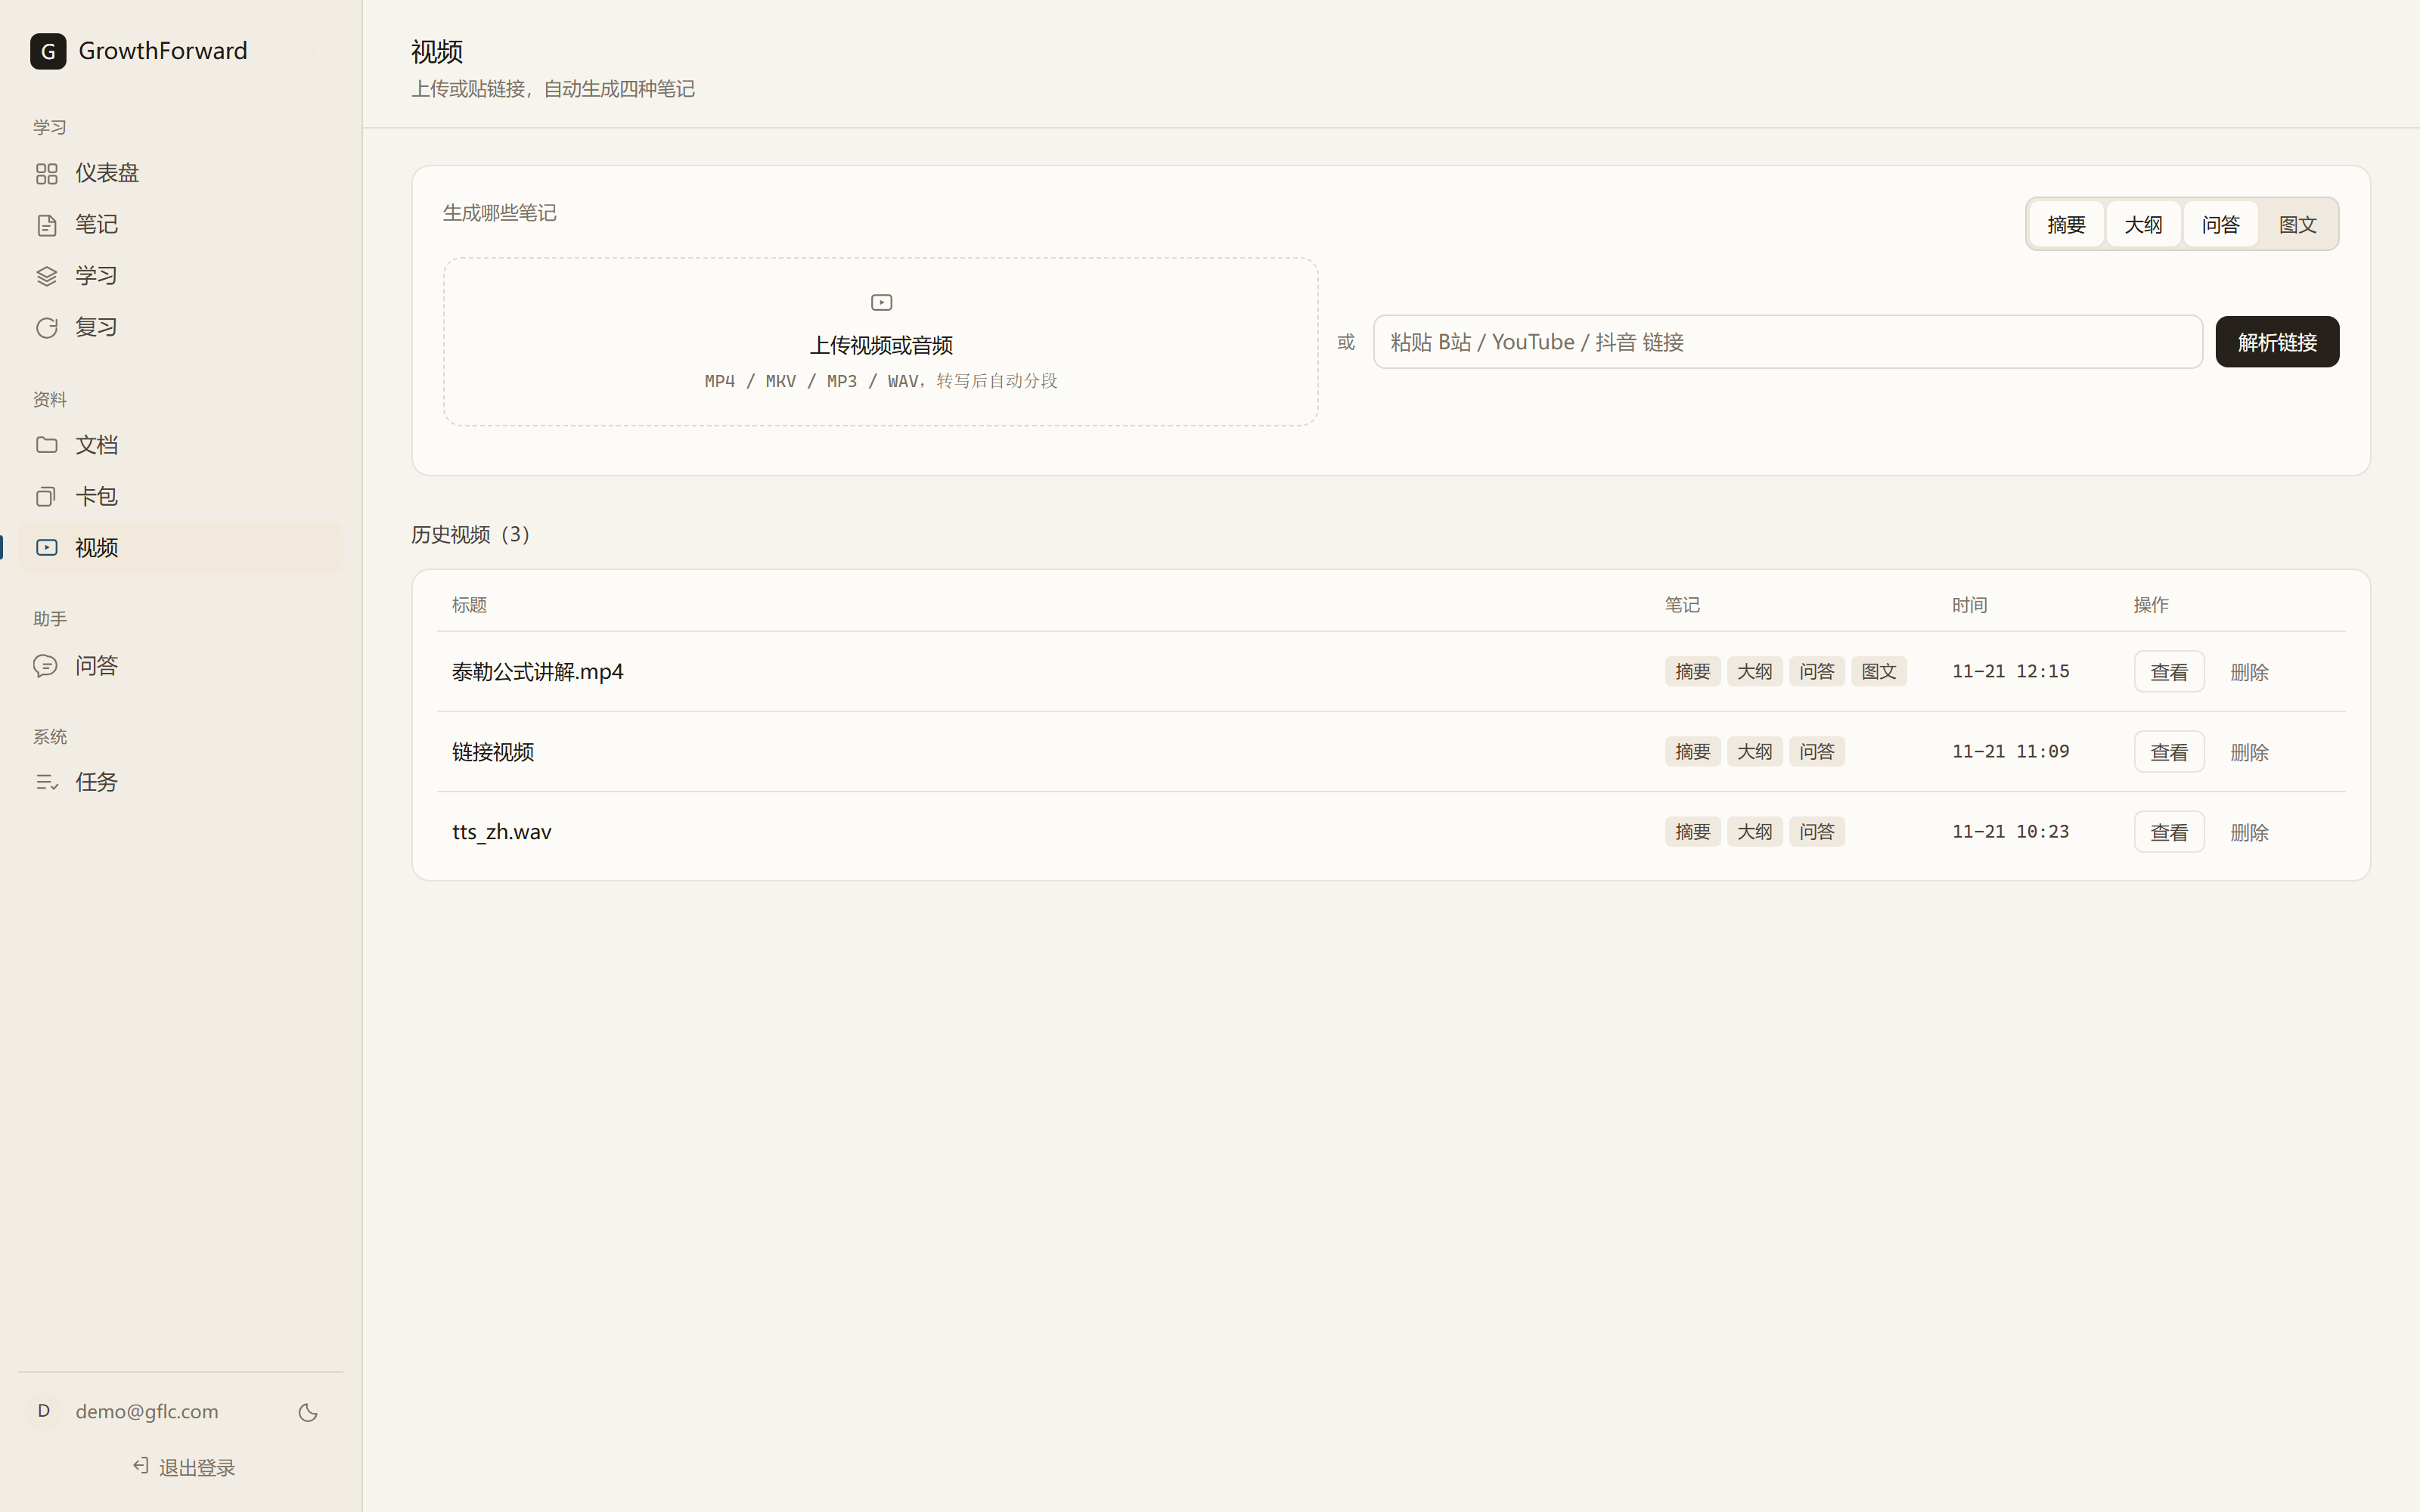 G GrowthForward
学习
仪表盘
笔记
学习
复习
资料
文档
卡包
视频
助手
问答
系统
任务
D demo@gflc.com
退出登录
视频
上传或贴链接，自动生成四种笔记
生成哪些笔记
摘要 大纲 问答 图文
上传视频或音频
MP4 / MKV / MP3 / WAV，转写后自动分段
或 粘贴 B站 / YouTube / 抖音 链接 解析链接
历史视频（3）
标题 笔记 时间 操作
泰勒公式讲解.mp4 摘要 大纲 问答 图文 11-21 12:15 查看 删除
链接视频 摘要 大纲 问答 11-21 11:09 查看 删除
tts_zh.wav 摘要 大纲 问答 11-21 10:23 查看 删除